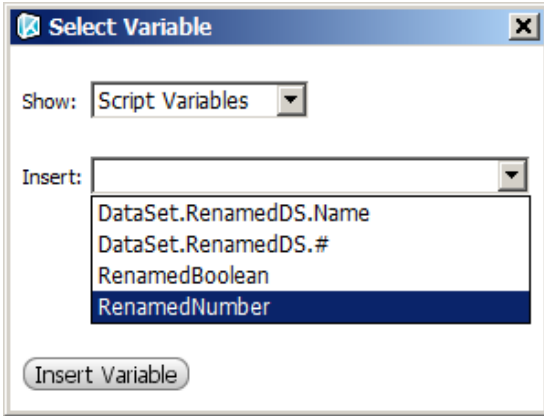 Select Variable
Show: Script Variables
Insert:
DataSet.RenamedDS.Name
DataSet.RenamedDS.#
RenamedBoolean
RenamedNumber
Insert Variable